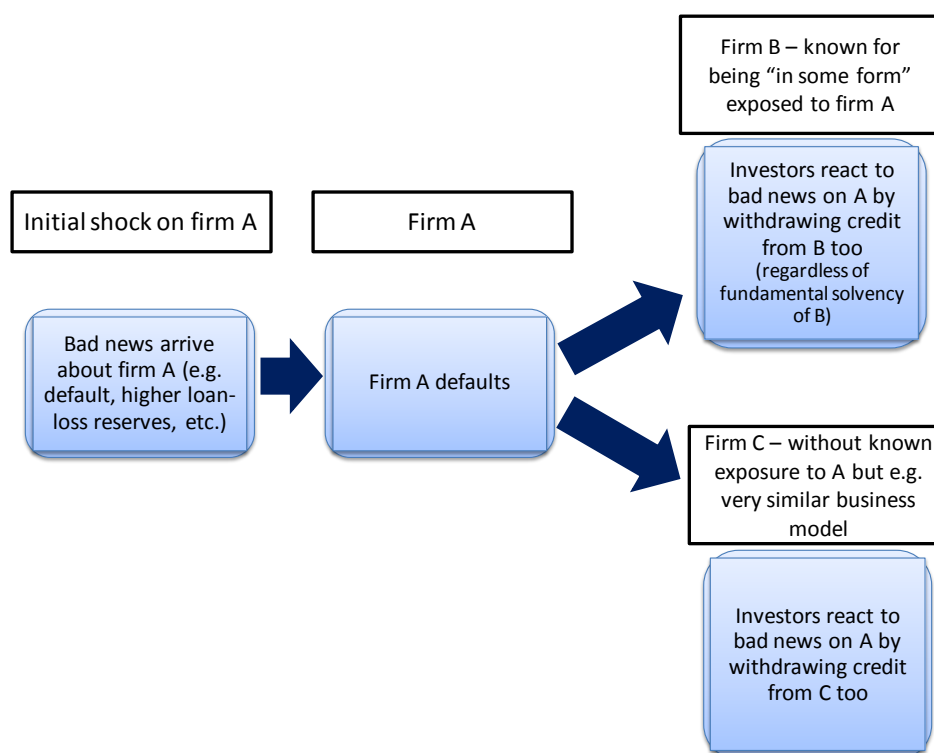 Initial shock on firm A
Bad news arrive
about firm A (e.g.
default, higher loan-
loss reserves, etc.)
Firm A
Firm A defaults
Firm B – known for
being “in some form”
exposed to firm A
Investors react to
bad news on A by
withdrawing credit
from B too
(regardless of
fundamental solvency
of B)
Firm C – without known
exposure to A but e.g.
very similar business
model
Investors react to
bad news on A by
withdrawing credit
from C too